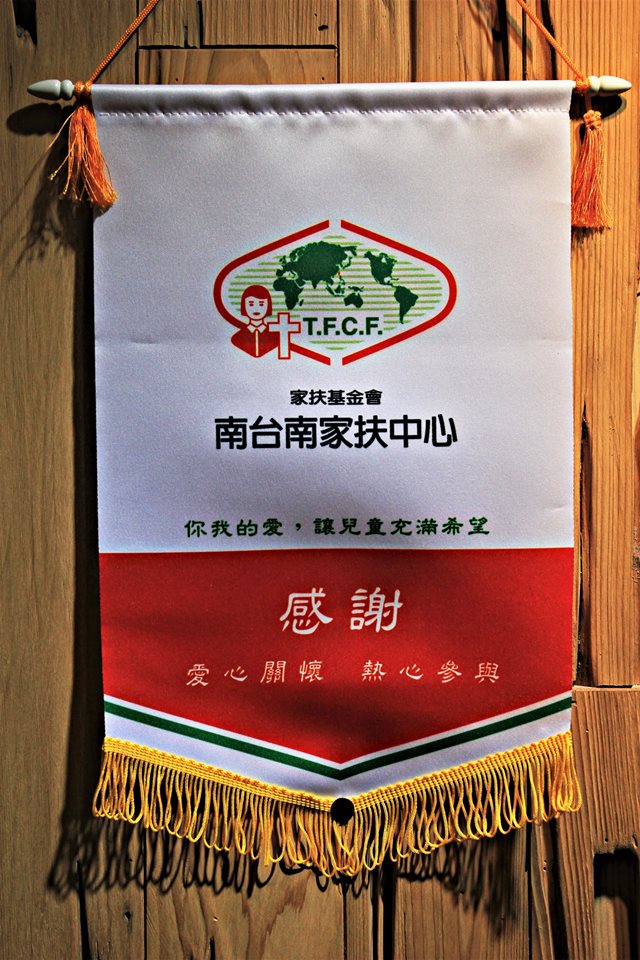 T.F.C.F.
家扶基金會
南台南家扶中心
你我的愛，讓兒童充滿希望
感謝
愛心關懷 熱心參與